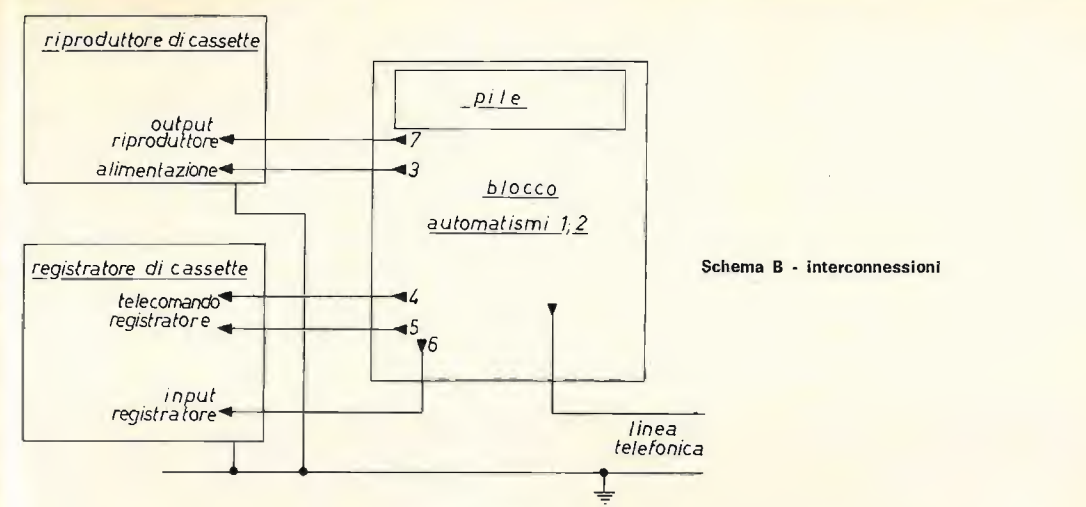 riproduttore di cassette
output
riproduttore
alimentazione
pile
7
3
blocco
automatismi 1,2
registratore di cassette
telecomando
registratore
4
5
6
input
registratore
linea
telefonica
Schema B - interconnessioni